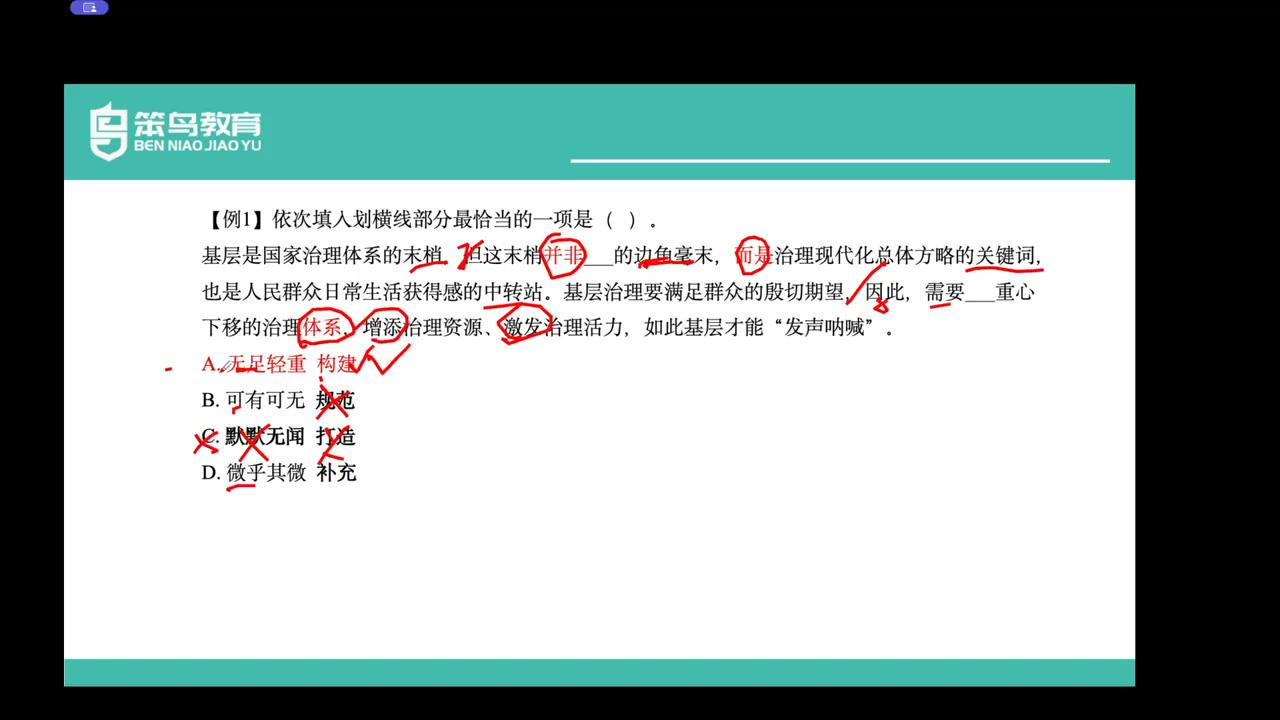 笨鸟教育
BEN NIAO JIAO YU
【例1】依次填入划横线部分最恰当的一项是（ ）。
基层是国家治理体系的末梢，但这末梢并非___的边角毫末，而是治理现代化总体方略的关键词，
也是人民群众日常生活获得感的中转站。基层治理要满足群众的殷切期望，因此，需要___重心
下移的治理体系，增添治理资源、激发治理活力，如此基层才能“发声呐喊”。
A. 无足轻重 构建
B. 可有可无 规范
C. 默默无闻 打造
D. 微乎其微 补充